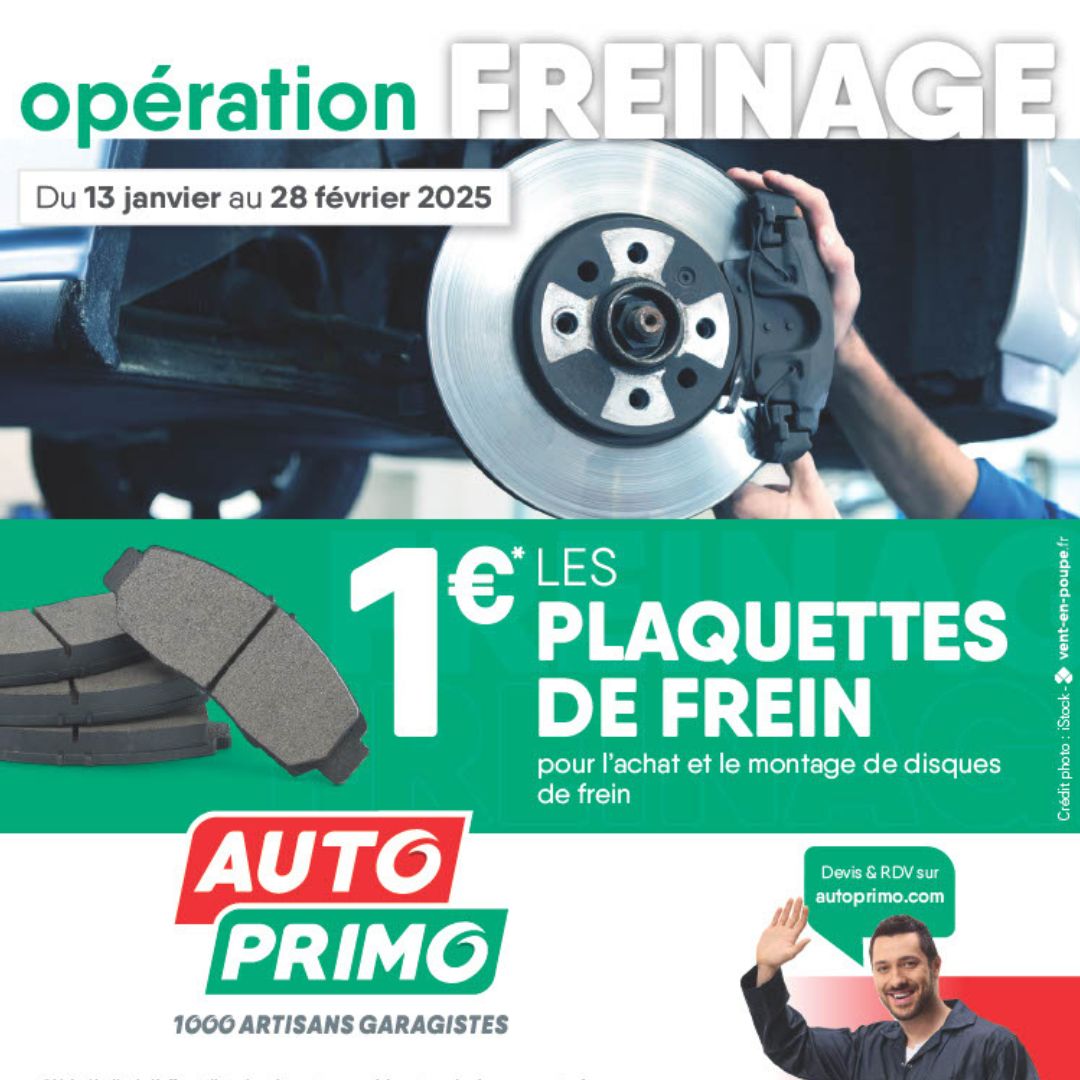 opération FREINAGE
Du 13 janvier au 28 février 2025
1€* LES
PLAQUETTES
DE FREIN
pour l'achat et le montage de disques
de frein
Crédit photo : iStock - vent-en-poupe.fr
AUTO
PRIMO
1000 ARTISANS GARAGISTES
Devis & RDV sur
autoprimo.com